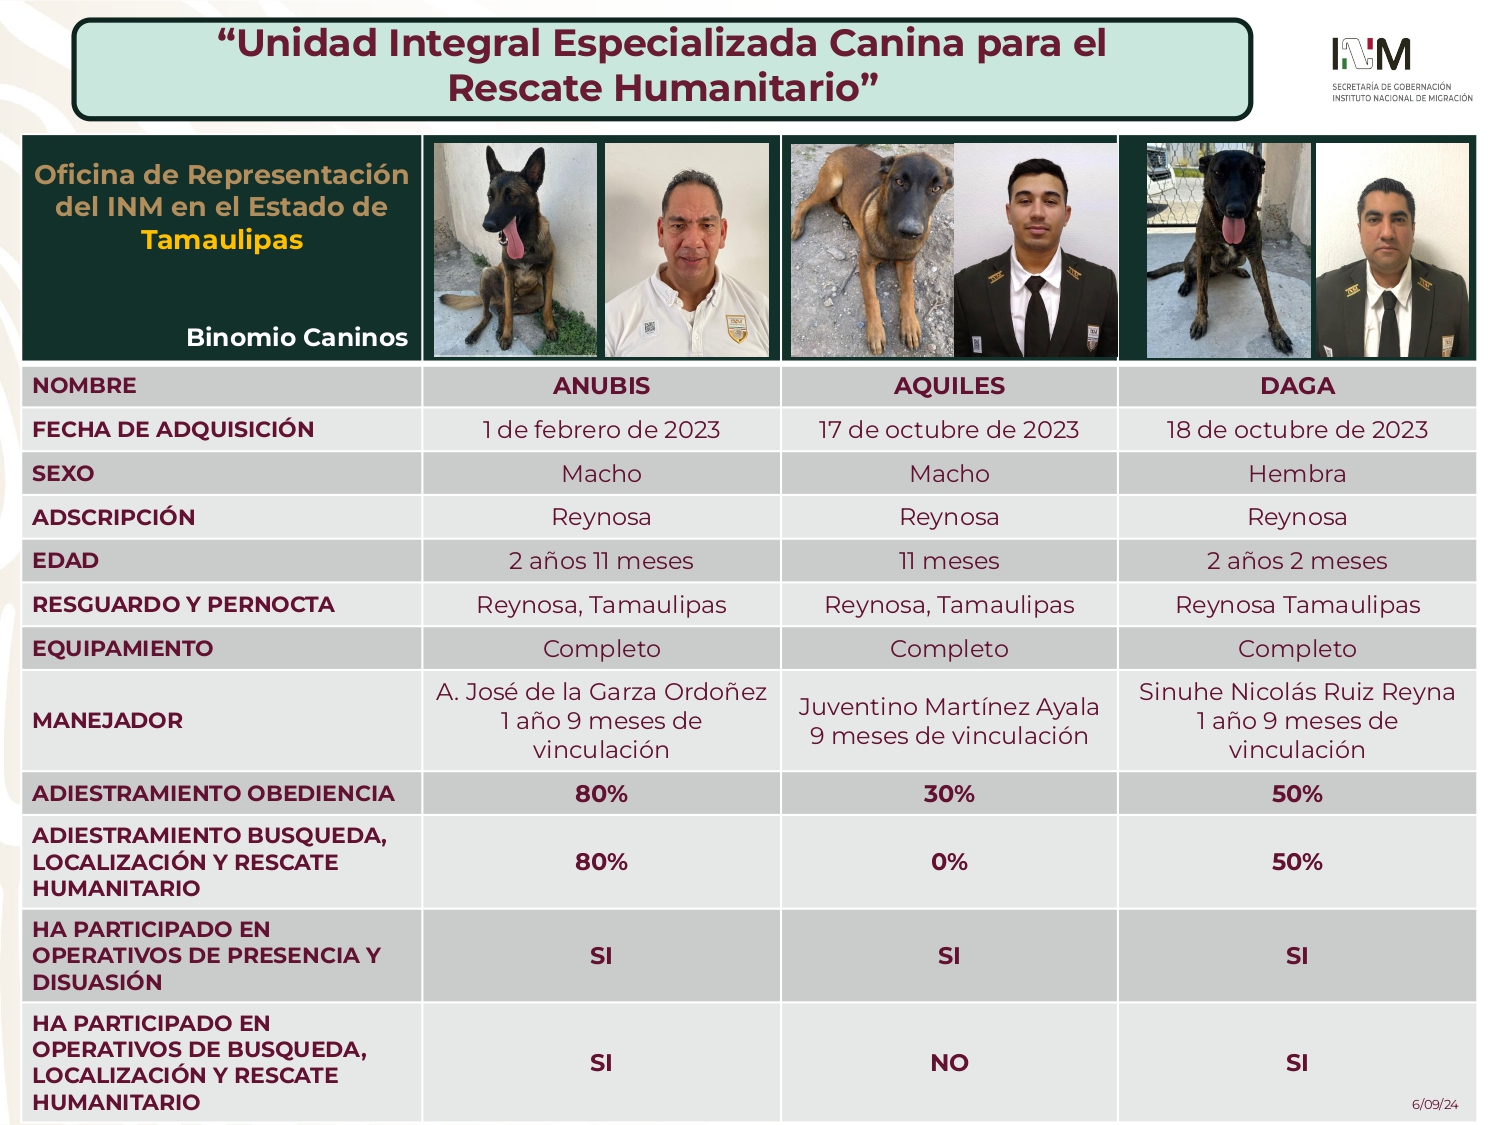 “Unidad Integral Especializada Canina para el
Rescate Humanitario”
INM
SECRETARÍA DE GOBERNACIÓN
INSTITUTO NACIONAL DE MIGRACIÓN
Oficina de Representación
del INM en el Estado de
Tamaulipas
Binomio Caninos
NOMBRE ANUBIS AQUILES DAGA
FECHA DE ADQUISICIÓN 1 de febrero de 2023 17 de octubre de 2023 18 de octubre de 2023
SEXO Macho Macho Hembra
ADSCRIPCIÓN Reynosa Reynosa Reynosa
EDAD 2 años 11 meses 11 meses 2 años 2 meses
RESGUARDO Y PERNOCTA Reynosa, Tamaulipas Reynosa, Tamaulipas Reynosa Tamaulipas
EQUIPAMIENTO Completo Completo Completo
MANEJADOR
A. José de la Garza Ordoñez
1 año 9 meses de
vinculación
Juventino Martínez Ayala
9 meses de vinculación
Sinuhe Nicolás Ruiz Reyna
1 año 9 meses de
vinculación
ADIESTRAMIENTO OBEDIENCIA 80% 30% 50%
ADIESTRAMIENTO BUSQUEDA,
LOCALIZACIÓN Y RESCATE
HUMANITARIO
80% 0% 50%
HA PARTICIPADO EN
OPERATIVOS DE PRESENCIA Y
DISUASIÓN
SI SI SI
HA PARTICIPADO EN
OPERATIVOS DE BUSQUEDA,
LOCALIZACIÓN Y RESCATE
HUMANITARIO
SI NO SI
6/09/24